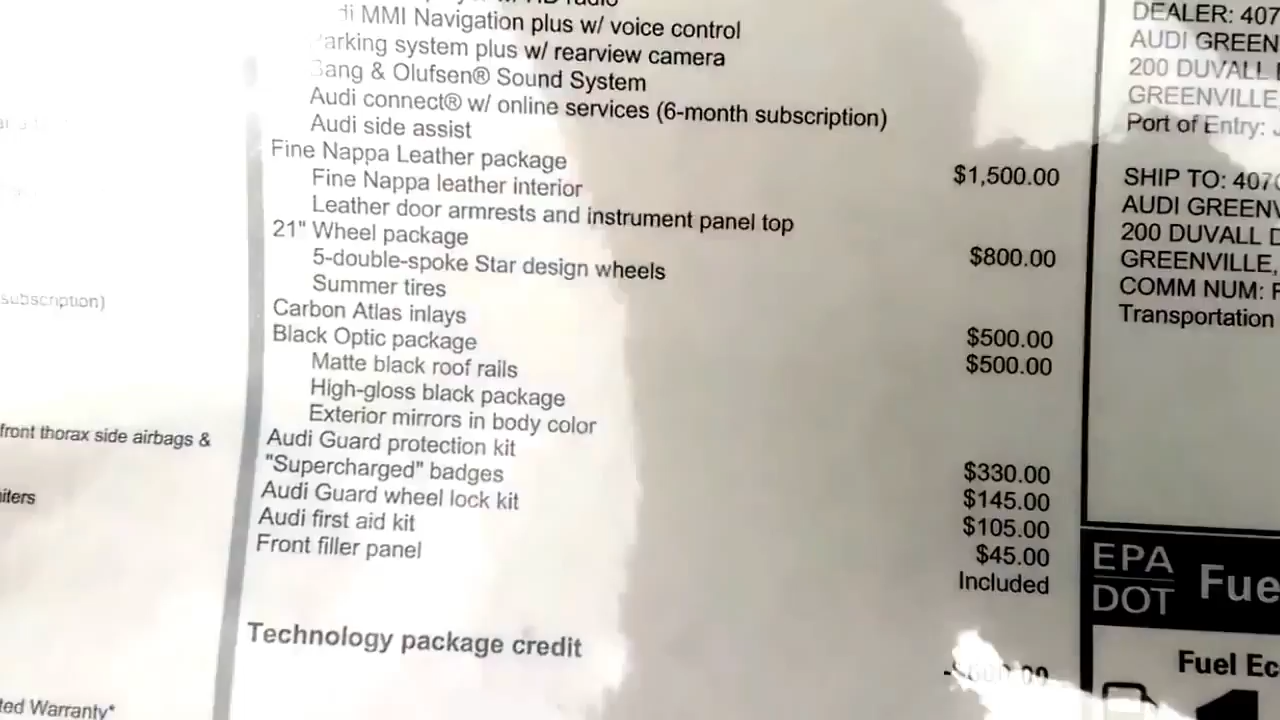 HD radio
MMI Navigation plus w/ voice control
arking system plus w/ rearview camera
Bang & Olufsen® Sound System
Audi connect® w/ online services (6-month subscription)
Audi side assist
Fine Nappa Leather package $1,500.00
Fine Nappa leather interior
Leather door armrests and instrument panel top
21" Wheel package $800.00
5-double-spoke Star design wheels
Summer tires
Carbon Atlas inlays $500.00
Black Optic package $500.00
Matte black roof rails
High-gloss black package
Exterior mirrors in body color
Audi Guard protection kit $330.00
"Supercharged" badges $145.00
Audi Guard wheel lock kit $105.00
Audi first aid kit $45.00
Front filler panel Included
Technology package credit
subscription)
front thorax side airbags &
iters
ted Warranty*
DEALER: 407
AUDI GREEN
200 DUVALL
GREENVILLE
Port of Entry:
SHIP TO: 407
AUDI GREENV
200 DUVALL D
GREENVILLE,
COMM NUM: F
Transportation
EPA
DOT
Fue
Fuel Ec